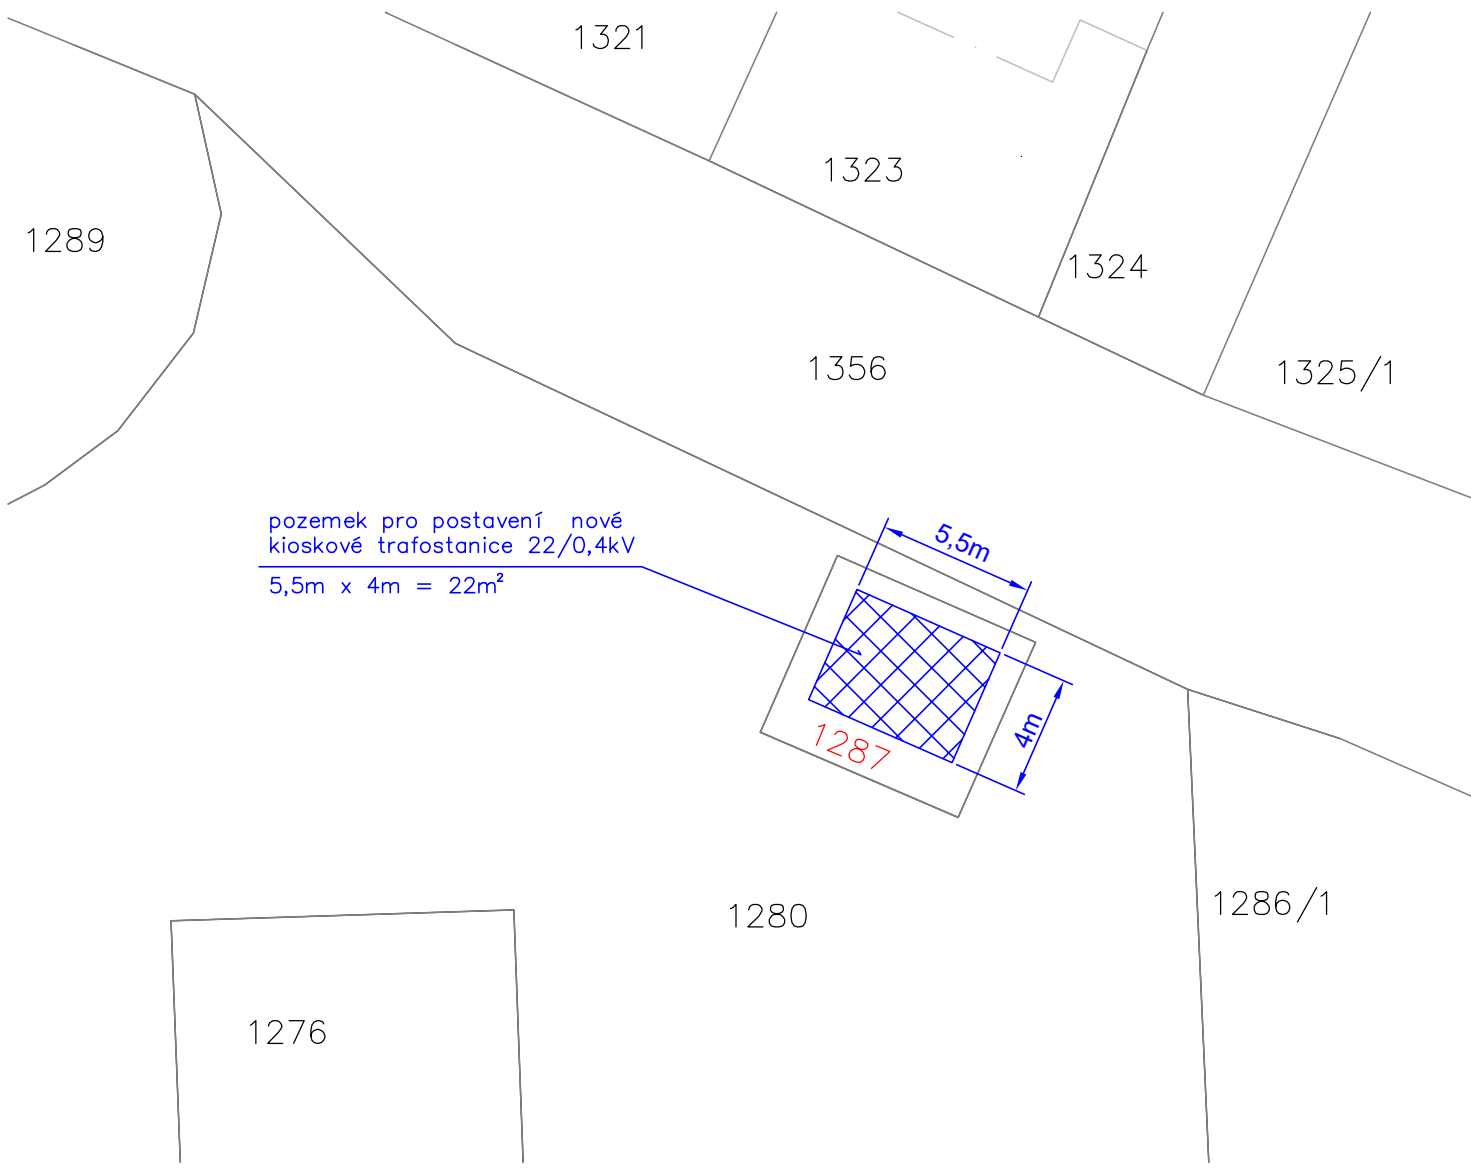 1321
1323
1289
1324
1356
1325/1
pozemek pro postavení nové
kioskové trafostanice 22/0,4kV
5,5m x 4m = 22m²
5,5m
4m
1287
1280
1286/1
1276